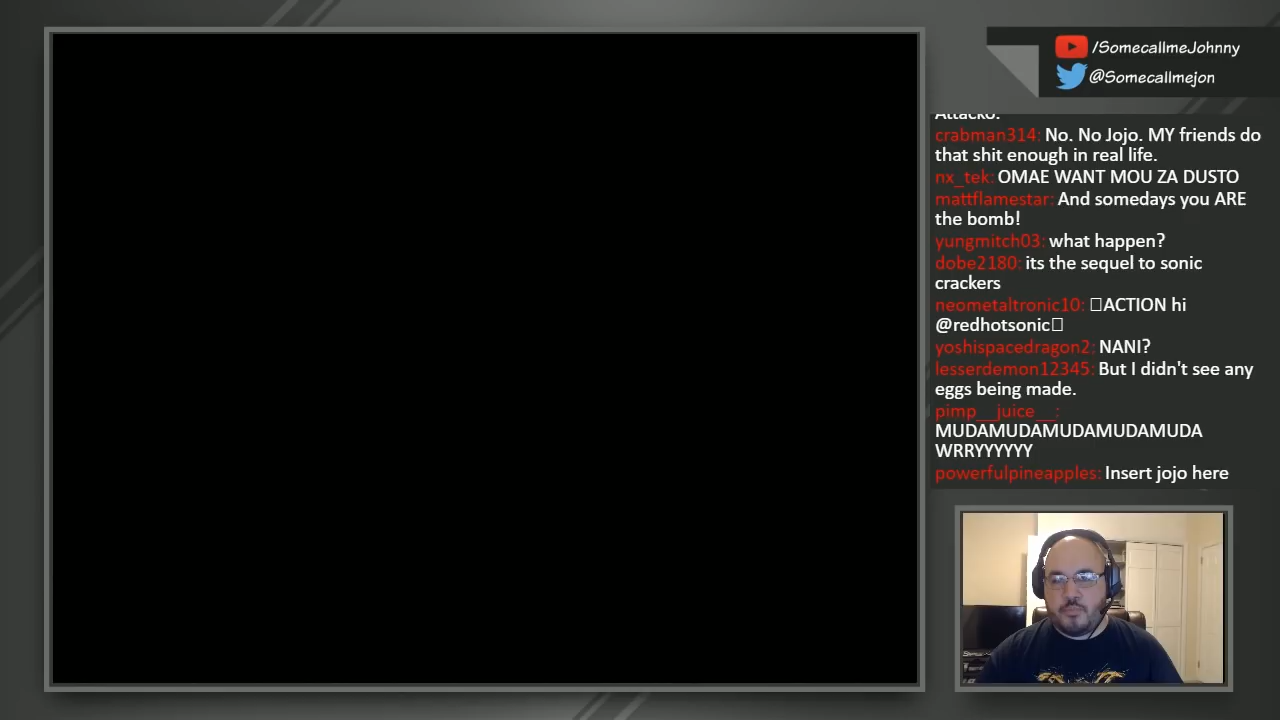 /SomecallmeJohnny
@Somecallmejon
Attacko.
crabman314: No. No Jojo. MY friends do
that shit enough in real life.
nx_tek: OMAE WANT MOU ZA DUSTO
mattflamestar: And somedays you ARE
the bomb!
yungmitch03: what happen?
dobe2180: its the sequel to sonic
crackers
neometaltronic10: □ACTION hi
@redhotsonic□
yoshispacedragon2: NANI?
lesserdemon12345: But I didn't see any
eggs being made.
pimp__juice__:
MUDAMUDAMUDAMUDAMUDA
WRRYYYYYY
powerfulpineapples: Insert jojo here